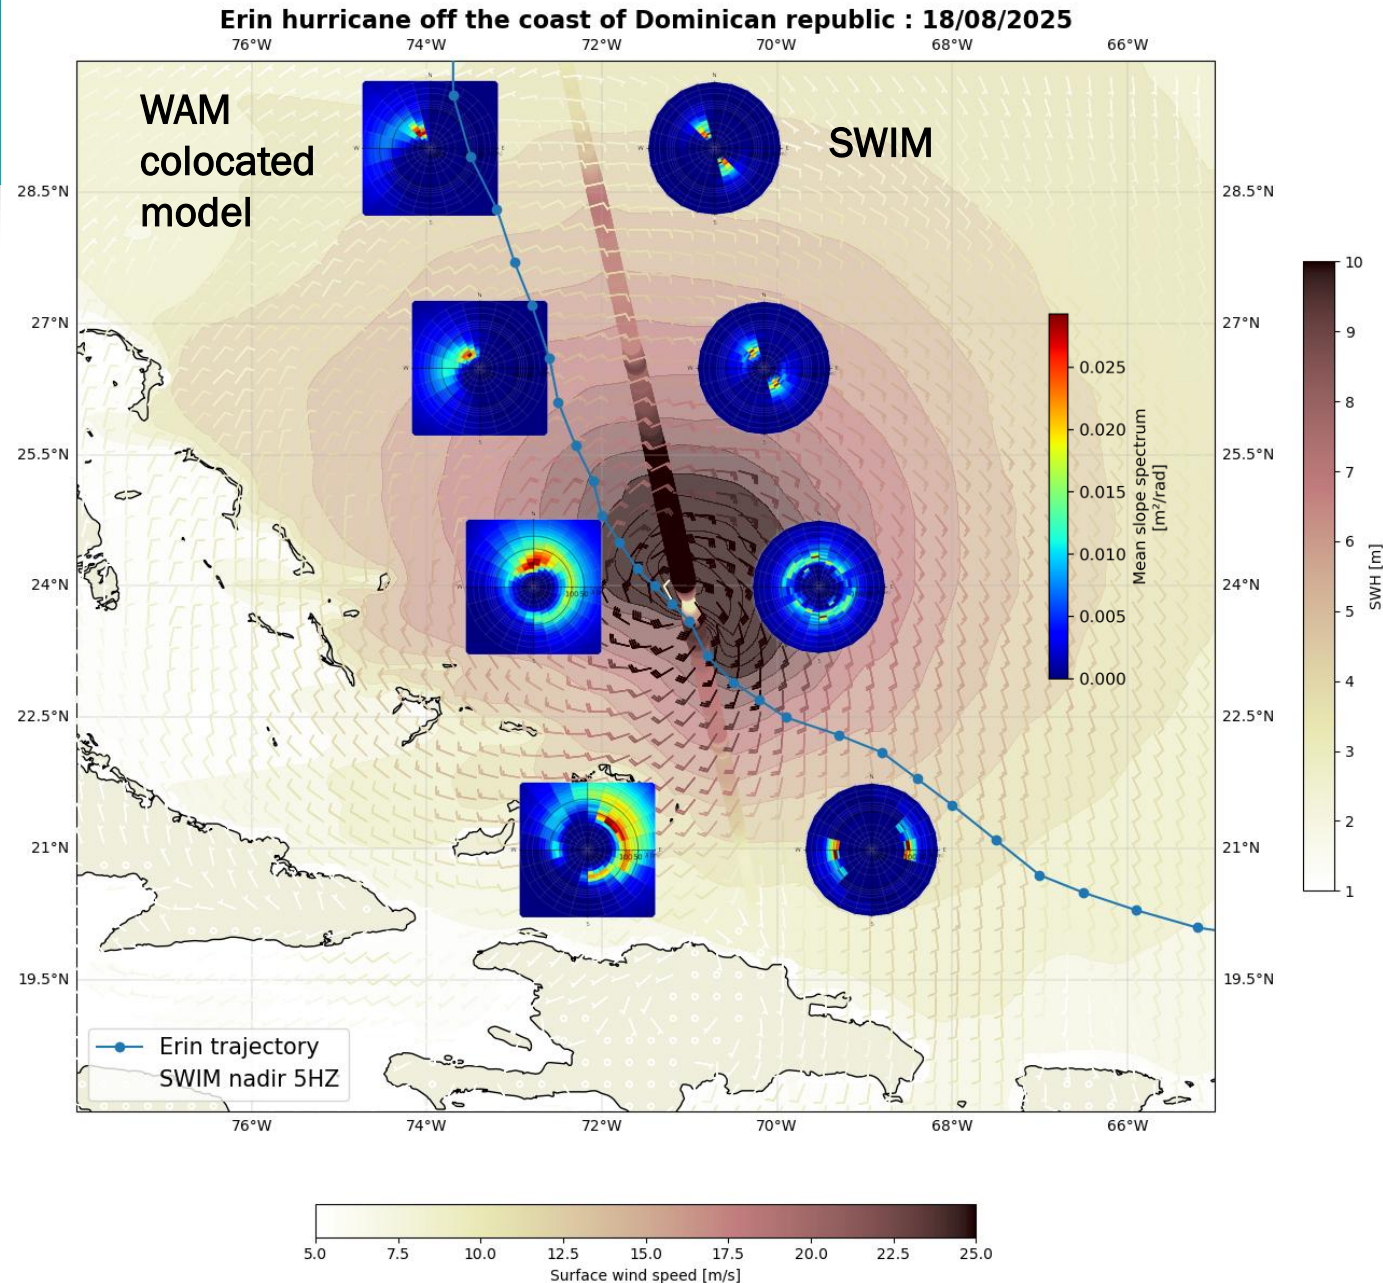 Erin hurricane off the coast of Dominican republic : 18/08/2025
76°W 74°W 72°W 70°W 68°W 66°W
WAM
colocated
model
SWIM
28.5°N 28.5°N
27°N 27°N
25.5°N 25.5°N
24°N 24°N
22.5°N 22.5°N
21°N 21°N
19.5°N 19.5°N
0.025
0.020
0.015
0.010
0.005
0.000
Mean slope spectrum
[m²/rad]
10
9
8
7
6
5
4
3
2
1
SWH [m]
Erin trajectory
SWIM nadir 5HZ
76°W 74°W 72°W 70°W 68°W 66°W
5.0 7.5 10.0 12.5 15.0 17.5 20.0 22.5 25.0
Surface wind speed [m/s]